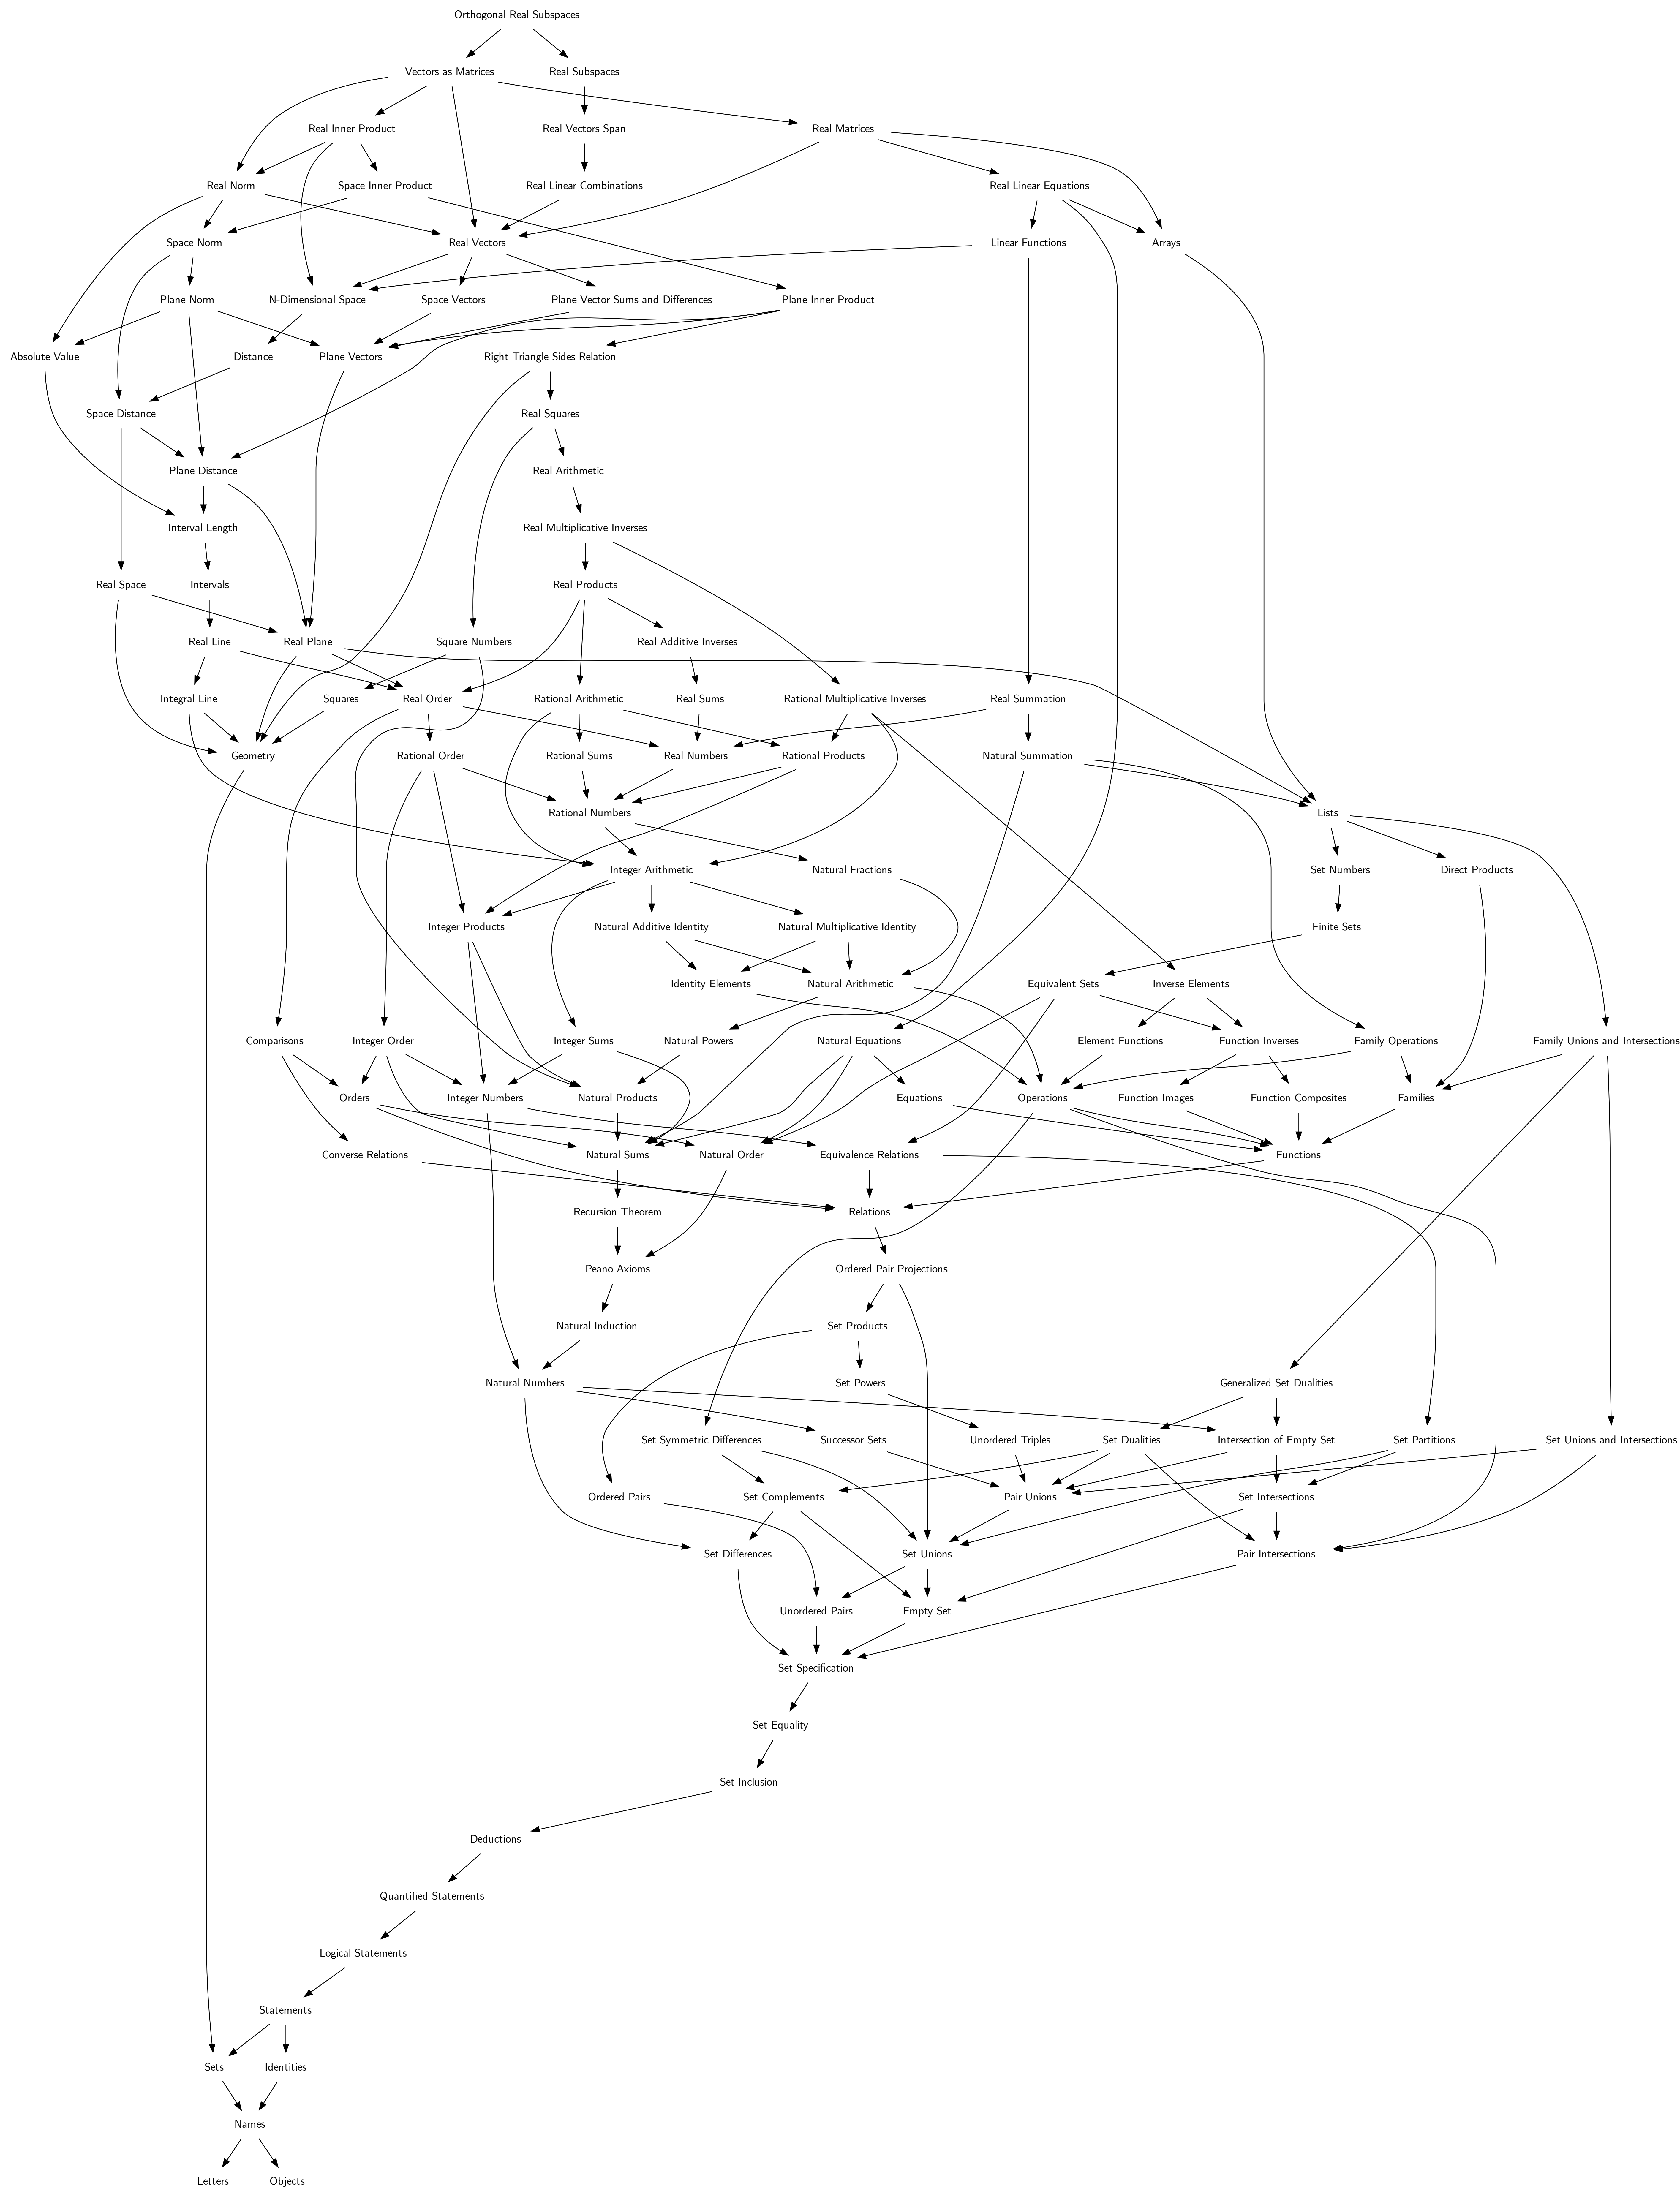 Orthogonal Real Subspaces
Vectors as Matrices
Real Subspaces
Real Inner Product
Real Vectors Span
Real Matrices
Real Norm
Space Inner Product
Real Linear Combinations
Real Linear Equations
Space Norm
Real Vectors
Linear Functions
Arrays
Plane Norm
N-Dimensional Space
Space Vectors
Plane Vector Sums and Differences
Plane Inner Product
Absolute Value
Distance
Plane Vectors
Right Triangle Sides Relation
Space Distance
Real Squares
Plane Distance
Real Arithmetic
Interval Length
Real Multiplicative Inverses
Real Space
Intervals
Real Products
Real Line
Real Plane
Square Numbers
Real Additive Inverses
Integral Line
Squares
Real Order
Rational Arithmetic
Real Sums
Rational Multiplicative Inverses
Real Summation
Geometry
Rational Order
Rational Sums
Real Numbers
Rational Products
Natural Summation
Rational Numbers
Lists
Integer Arithmetic
Natural Fractions
Set Numbers
Direct Products
Integer Products
Natural Additive Identity
Natural Multiplicative Identity
Finite Sets
Identity Elements
Natural Arithmetic
Equivalent Sets
Inverse Elements
Comparisons
Integer Order
Integer Sums
Natural Powers
Natural Equations
Element Functions
Function Inverses
Family Operations
Family Unions and Intersections
Orders
Integer Numbers
Natural Products
Equations
Operations
Function Images
Function Composites
Families
Converse Relations
Natural Sums
Natural Order
Equivalence Relations
Functions
Recursion Theorem
Relations
Peano Axioms
Ordered Pair Projections
Natural Induction
Set Products
Natural Numbers
Set Powers
Generalized Set Dualities
Set Symmetric Differences
Successor Sets
Unordered Triples
Set Dualities
Intersection of Empty Set
Set Partitions
Set Unions and Intersections
Ordered Pairs
Set Complements
Pair Unions
Set Intersections
Set Differences
Set Unions
Pair Intersections
Unordered Pairs
Empty Set
Set Specification
Set Equality
Set Inclusion
Deductions
Quantified Statements
Logical Statements
Statements
Sets
Identities
Names
Letters
Objects